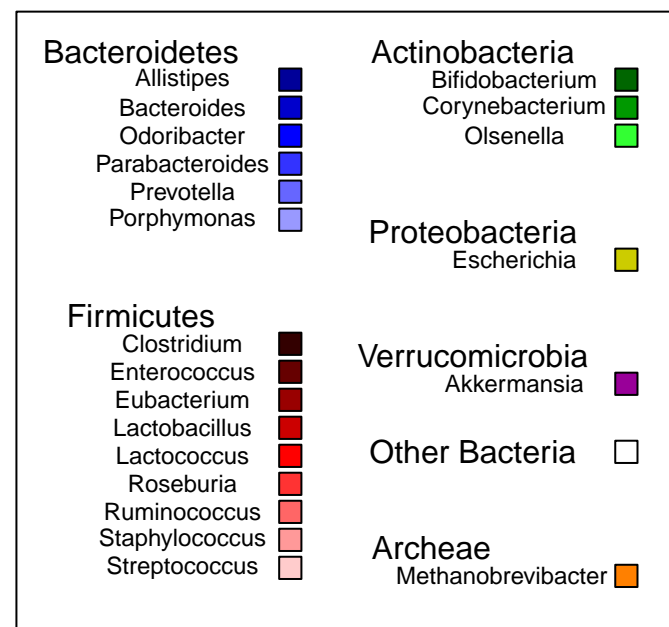 Bacteroidetes
Allistipes
Bacteroides
Odoribacter
Parabacteroides
Prevotella
Porphymonas
Firmicutes
Clostridium
Enterococcus
Eubacterium
Lactobacillus
Lactococcus
Roseburia
Ruminococcus
Staphylococcus
Streptococcus
Actinobacteria
Bifidobacterium
Corynebacterium
Olsenella
Proteobacteria
Escherichia
Verrucomicrobia
Akkermansia
Other Bacteria
Archeae
Methanobrevibacter